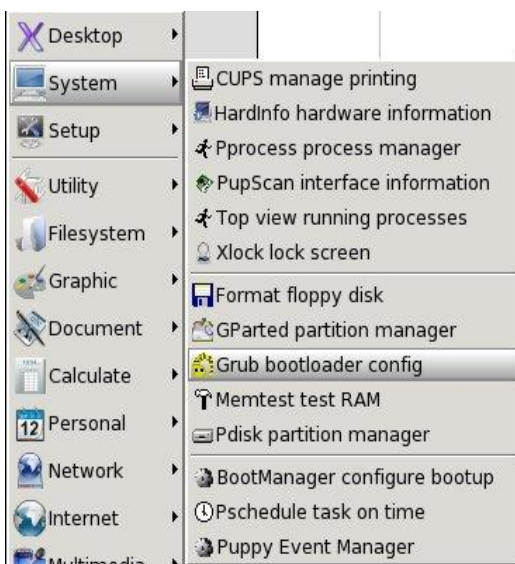 Desktop
System
Setup
Utility
Filesystem
Graphic
Document
Calculate
12 Personal
Network
Internet
Multimedia
CUPS manage printing
HardInfo hardware information
Pprocess process manager
PupScan interface information
Top view running processes
Xlock lock screen
Format floppy disk
GParted partition manager
Grub bootloader config
Memtest test RAM
Pdisk partition manager
BootManager configure bootup
Pschedule task on time
Puppy Event Manager